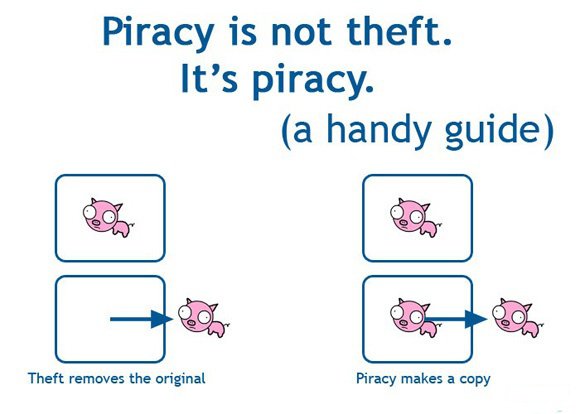 Piracy is not theft.
It's piracy.
(a handy guide)
Theft removes the original
Piracy makes a copy